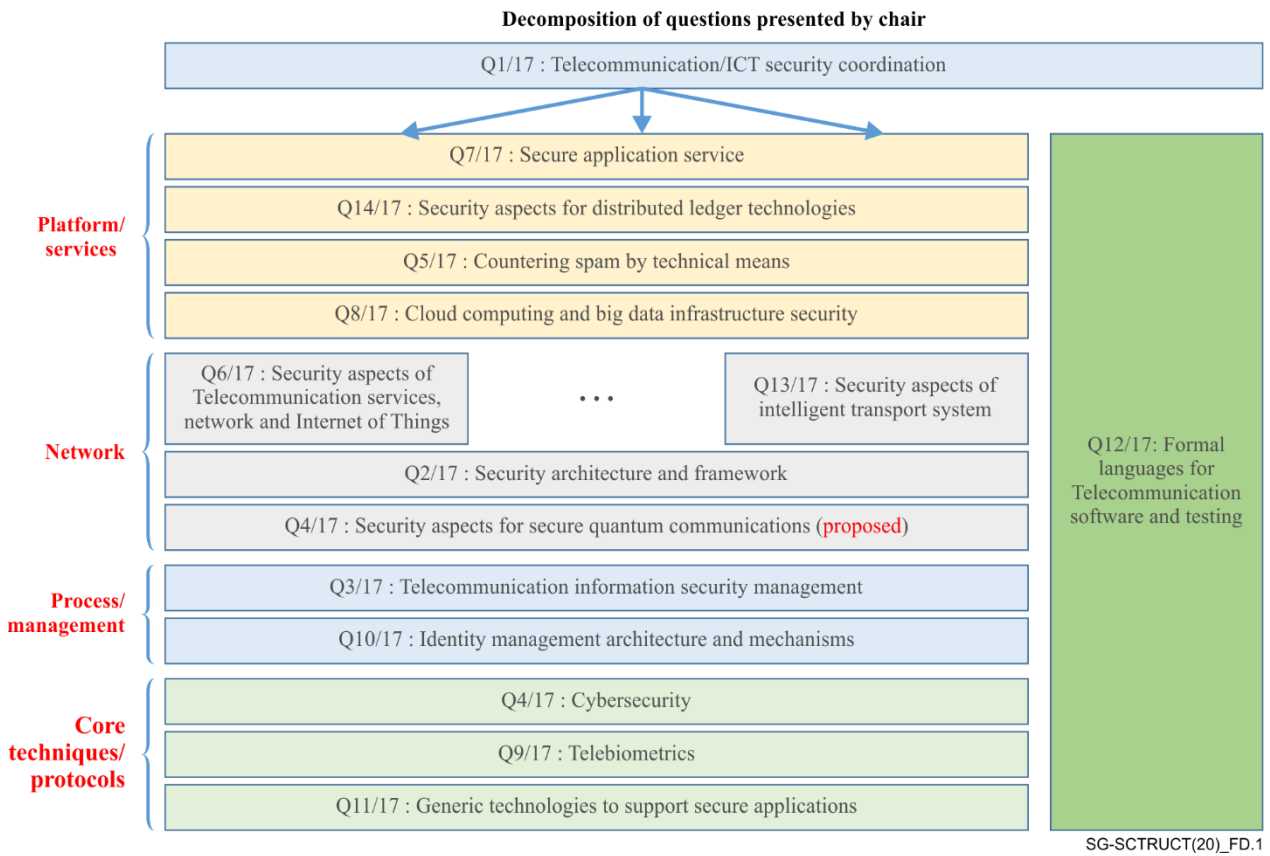 Decomposition of questions presented by chair
Q1/17 : Telecommunication/ICT security coordination
Platform/
services
Q7/17 : Secure application service
Q14/17 : Security aspects for distributed ledger technologies
Q5/17 : Countering spam by technical means
Q8/17 : Cloud computing and big data infrastructure security
Network
Q6/17 : Security aspects of
Telecommunication services,
network and Internet of Things
...
Q13/17 : Security aspects of
intelligent transport system
Q2/17 : Security architecture and framework
Q4/17 : Security aspects for secure quantum communications (proposed)
Process/
management
Q3/17 : Telecommunication information security management
Q10/17 : Identity management architecture and mechanisms
Core
techniques/
protocols
Q4/17 : Cybersecurity
Q9/17 : Telebiometrics
Q11/17 : Generic technologies to support secure applications
Q12/17: Formal
languages for
Telecommunication
software and testing
SG-SCTRUCT(20)_FD.1